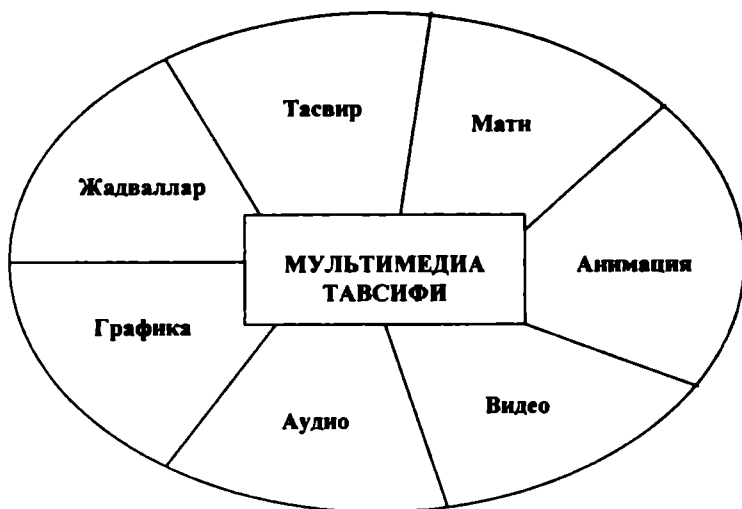 Тасвир
Матн
Жадваллар
МУЛЬТИМЕДИА
ТАВСИФИ
Анимация
Графика
Аудио
Видео